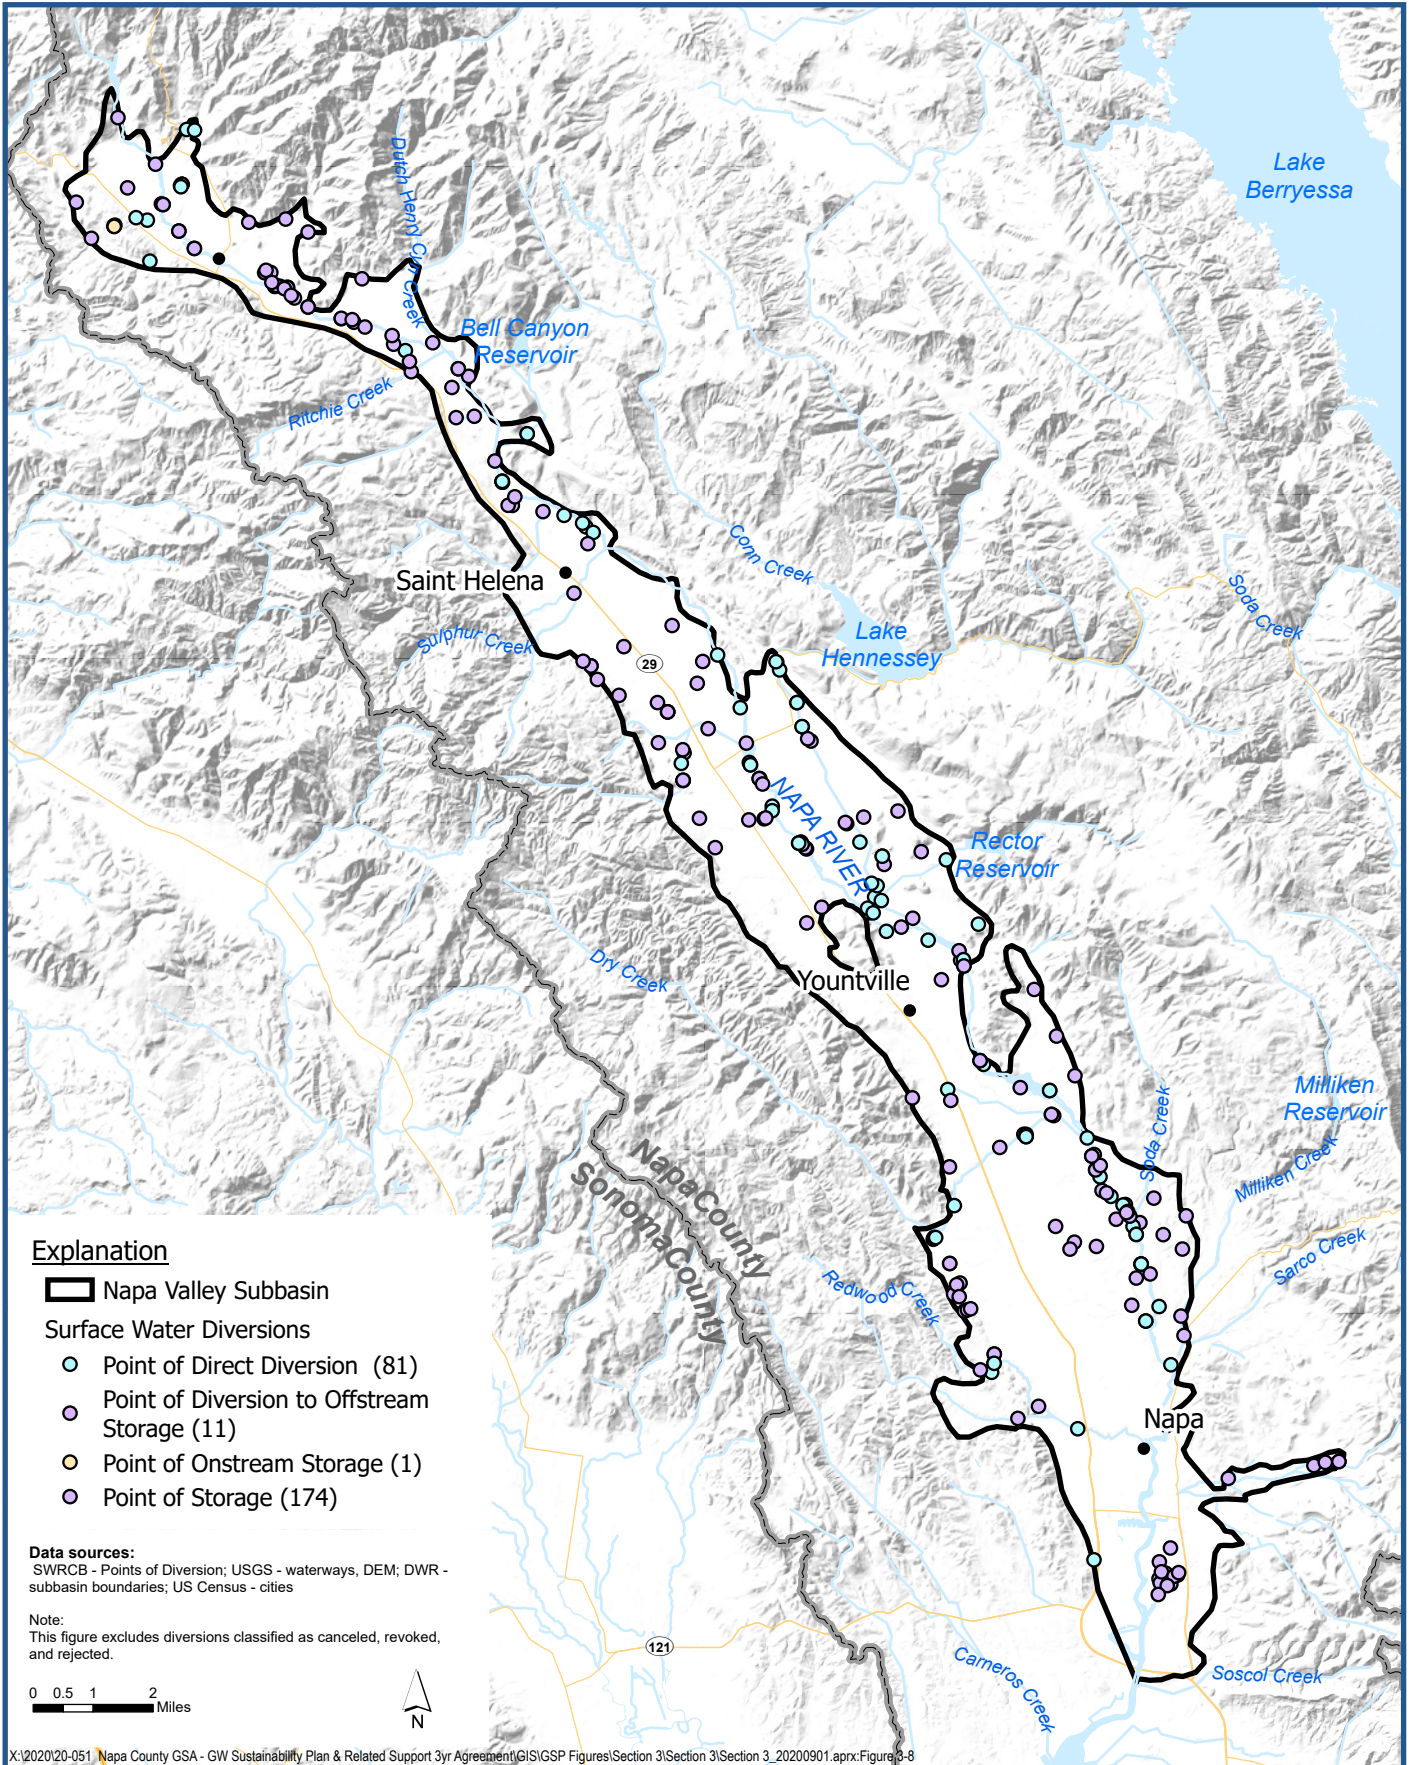 Lake
Berryessa
Dutch Henry Cyn Creek
Bell Canyon
Reservoir
Ritchie Creek
Conn Creek
Soda Creek
Saint Helena
Sulphur Creek
Lake
Hennessey
29
NAPA RIVER
Rector
Reservoir
Dry Creek
Yountville
Milliken
Reservoir
Soda Creek
Milliken Creek
NapaCounty
SonomaCounty
Sarco Creek
Redwood Creek
Napa
121
Carneros Creek
Soscol Creek
Explanation
Napa Valley Subbasin
Surface Water Diversions
Point of Direct Diversion (81)
Point of Diversion to Offstream
Storage (11)
Point of Onstream Storage (1)
Point of Storage (174)
Data sources:
SWRCB - Points of Diversion; USGS - waterways, DEM; DWR -
subbasin boundaries; US Census - cities
Note:
This figure excludes diversions classified as canceled, revoked,
and rejected.
0 0.5 1 2
Miles
N
X:\2020\20-051_Napa County GSA - GW Sustainability Plan & Related Support 3yr Agreement\GIS\GSP Figures\Section 3\Section 3\Section 3_20200901.aprx:Figure 3-8